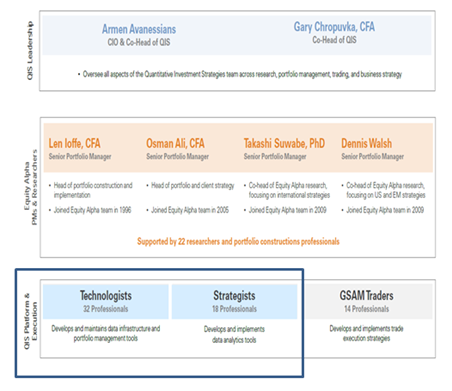 QIS Leadership
Armen Avanessians
CIO & Co-Head of QIS
Gary Chropuvka, CFA
Co-Head of QIS
• Oversee all aspects of the Quantitative Investment Strategies team across research, portfolio management, trading, and business strategy
Equity Alpha
PMs & Researchers
Len Ioffe, CFA
Senior Portfolio Manager
• Head of portfolio construction and
implementation
• Joined Equity Alpha team in 1996
Osman Ali, CFA
Senior Portfolio Manager
• Head of portfolio and client strategy
• Joined Equity Alpha team in 2005
Takashi Suwabe, PhD
Senior Portfolio Manager
• Co-head of Equity Alpha research,
focusing on international strategies
• Joined Equity Alpha team in 2009
Dennis Walsh
Senior Portfolio Manager
• Co-head of Equity Alpha research,
focusing on US and EM strategies
• Joined Equity Alpha team in 2009
Supported by 22 researchers and portfolio constructions professionals
QIS Platform &
Execution
Technologists
32 Professionals
Develops and maintains data infrastructure and
portfolio management tools
Strategists
18 Professionals
Develops and implements
data analytics tools
GSAM Traders
14 Professionals
Develops and implements trade
execution strategies